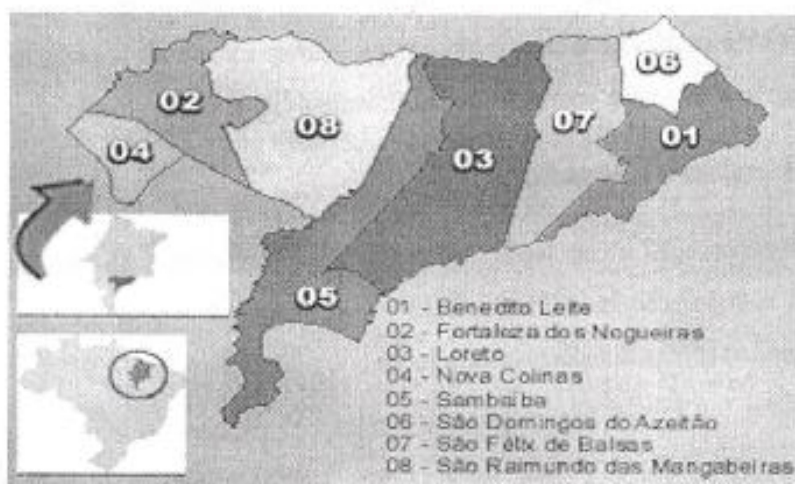 02
08
06
04
03
07
01
05
01 - Benedito Leite
02 - Fortaleza dos Nogueiras
03 - Loreto
04 - Nova Colinas
05 - Sambaíba
06 - São Domingos do Azeitão
07 - São Félix de Balsas
08 - São Raimundo das Mangabeiras